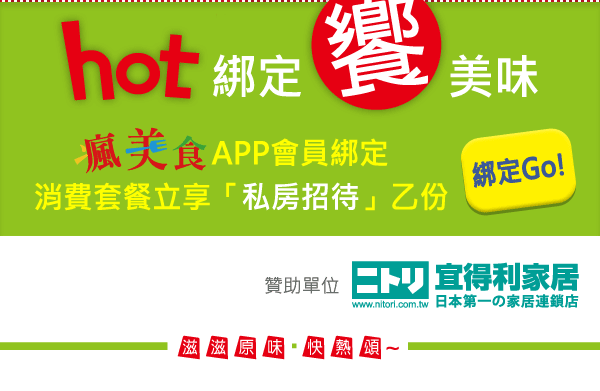 hot 綁定 饗 美味
瘋美食APP會員綁定
消費套餐立享「私房招待」乙份
綁定Go!
贊助單位 ニトリ 宜得利家居
www.nitori.com.tw 日本第一の家居連鎖店
滋滋原味·快熱頌~